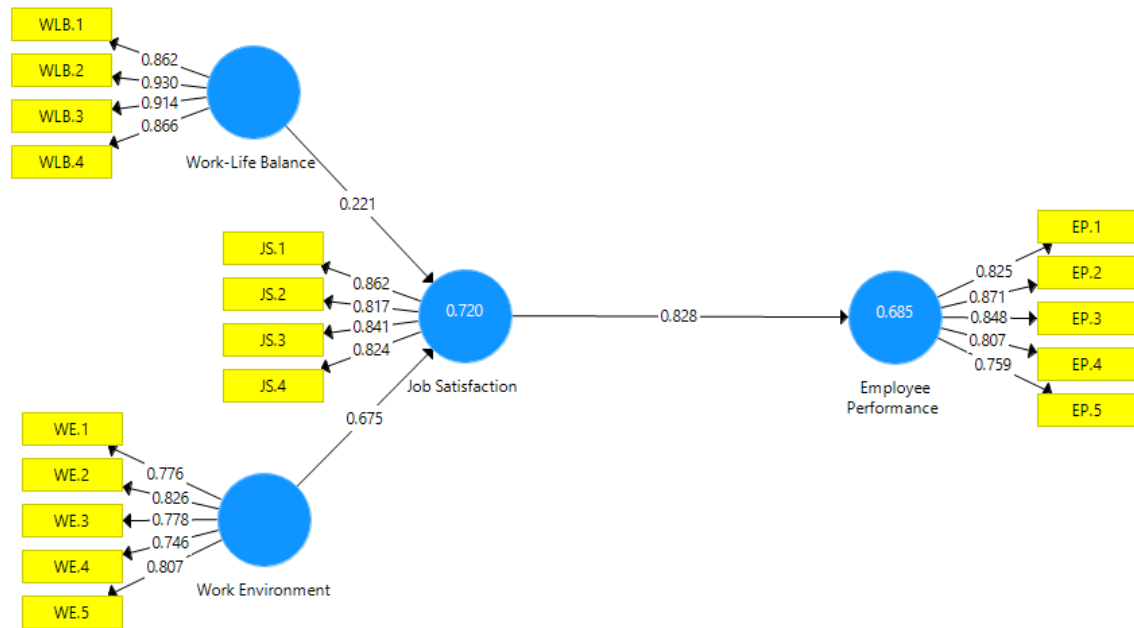 WLB.1
WLB.2
WLB.3
WLB.4
0.862
0.930
0.914
0.866
Work-Life Balance
0.221
JS.1
JS.2
JS.3
JS.4
0.862
0.817
0.841
0.824
0.720
Job Satisfaction
0.828
0.685
Employee
Performance
0.825
0.871
0.848
0.807
0.759
EP.1
EP.2
EP.3
EP.4
EP.5
0.675
WE.1
WE.2
WE.3
WE.4
WE.5
0.776
0.826
0.778
0.746
0.807
Work Environment